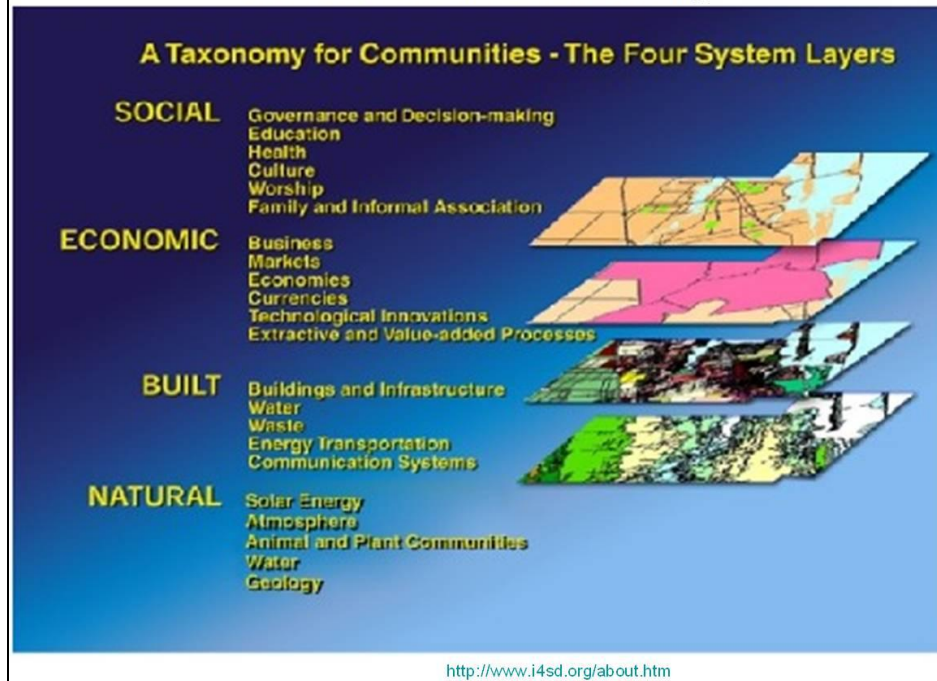 A Taxonomy for Communities - The Four System Layers
SOCIAL
Governance and Decision-making
Education
Health
Culture
Worship
Family and Informal Association
ECONOMIC
Business
Markets
Economies
Currencies
Technological Innovations
Extractive and Value-added Processes
BUILT
Buildings and Infrastructure
Water
Waste
Energy Transportation
Communication Systems
NATURAL
Solar Energy
Atmosphere
Animal and Plant Communities
Water
Geology
http://www.i4sd.org/about.htm